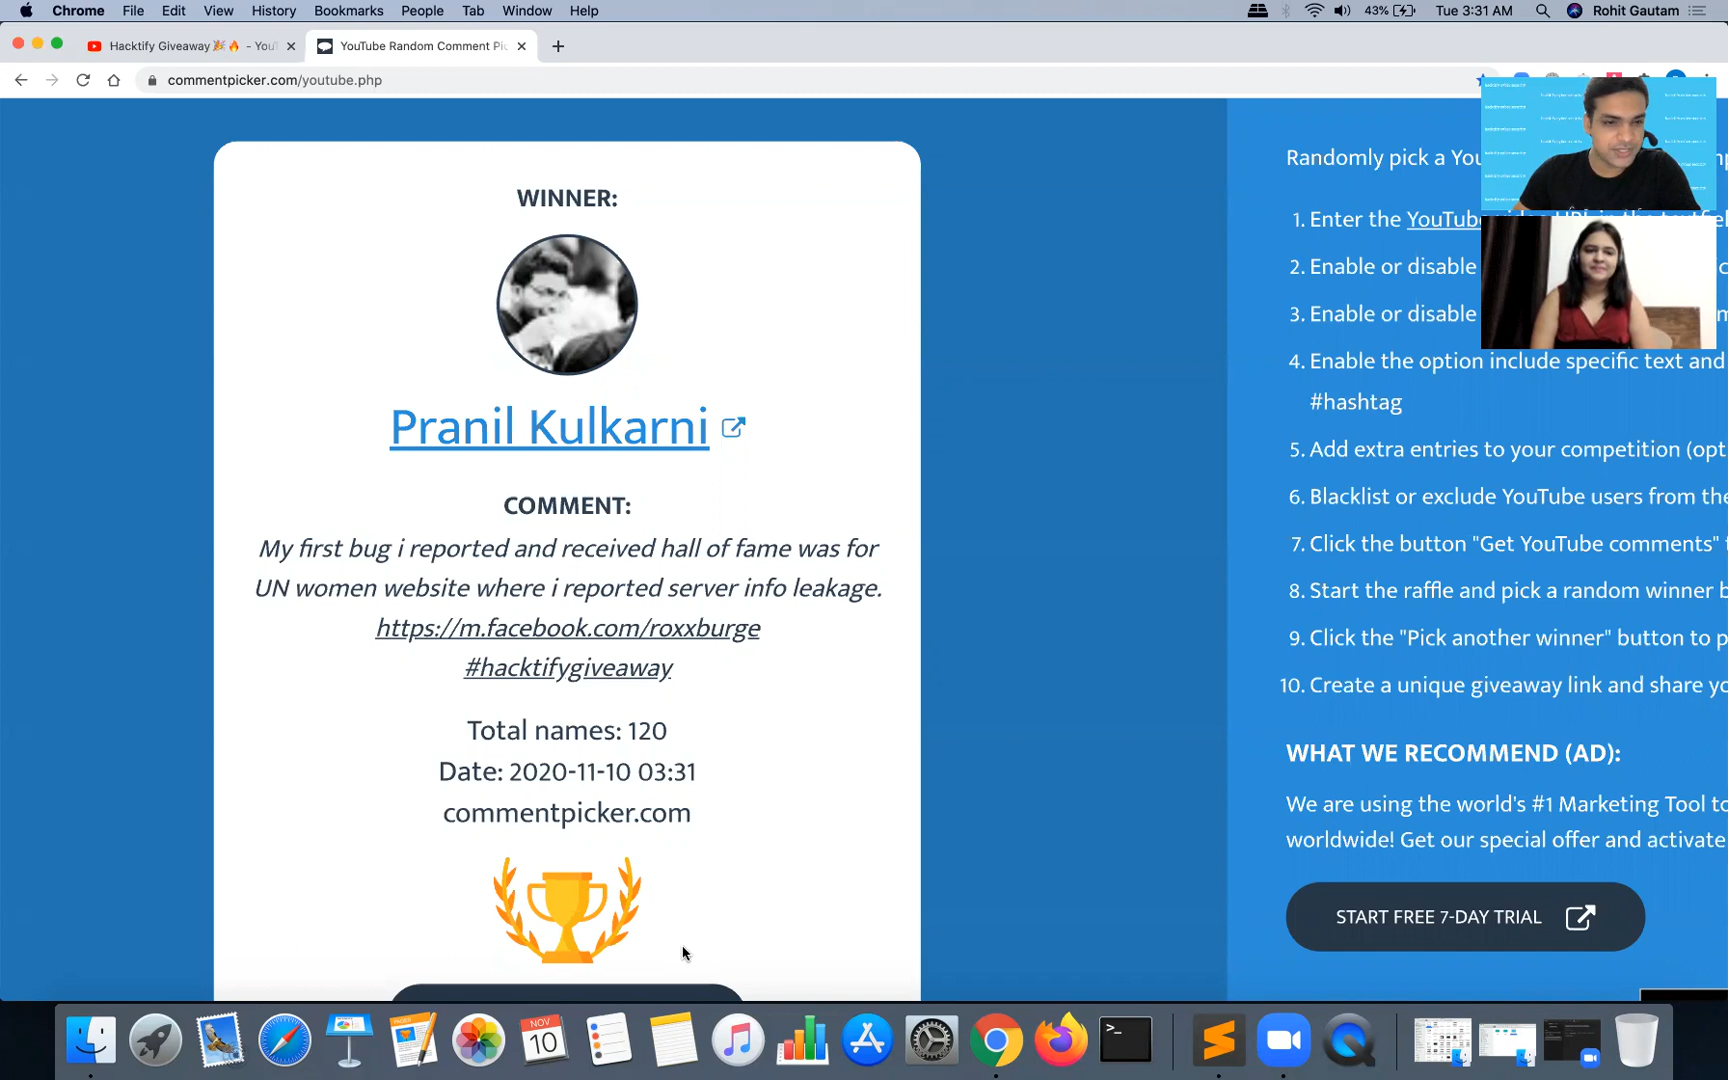 Chrome File Edit View History Bookmarks People Tab Window Help
43% Tue 3:31 AM Rohit Gautam
Hacktify Giveaway🎉🔥 - You
YouTube Random Comment Pic
commentpicker.com/youtube.php
WINNER:
Pranil Kulkarni
COMMENT:
My first bug i reported and received hall of fame was for
UN women website where i reported server info leakage.
https://m.facebook.com/roxxburge
#hacktifygiveaway
Total names: 120
Date: 2020-11-10 03:31
commentpicker.com
Randomly pick a You
1. Enter the YouTube
2. Enable or disable
3. Enable or disable
4. Enable the option include specific text and
#hashtag
5. Add extra entries to your competition (opt
6. Blacklist or exclude YouTube users from the
7. Click the button "Get YouTube comments"
8. Start the raffle and pick a random winner b
9. Click the "Pick another winner" button to p
10. Create a unique giveaway link and share yo
WHAT WE RECOMMEND (AD):
We are using the world's #1 Marketing Tool to
worldwide! Get our special offer and activate
START FREE 7-DAY TRIAL
NOV
10
>_